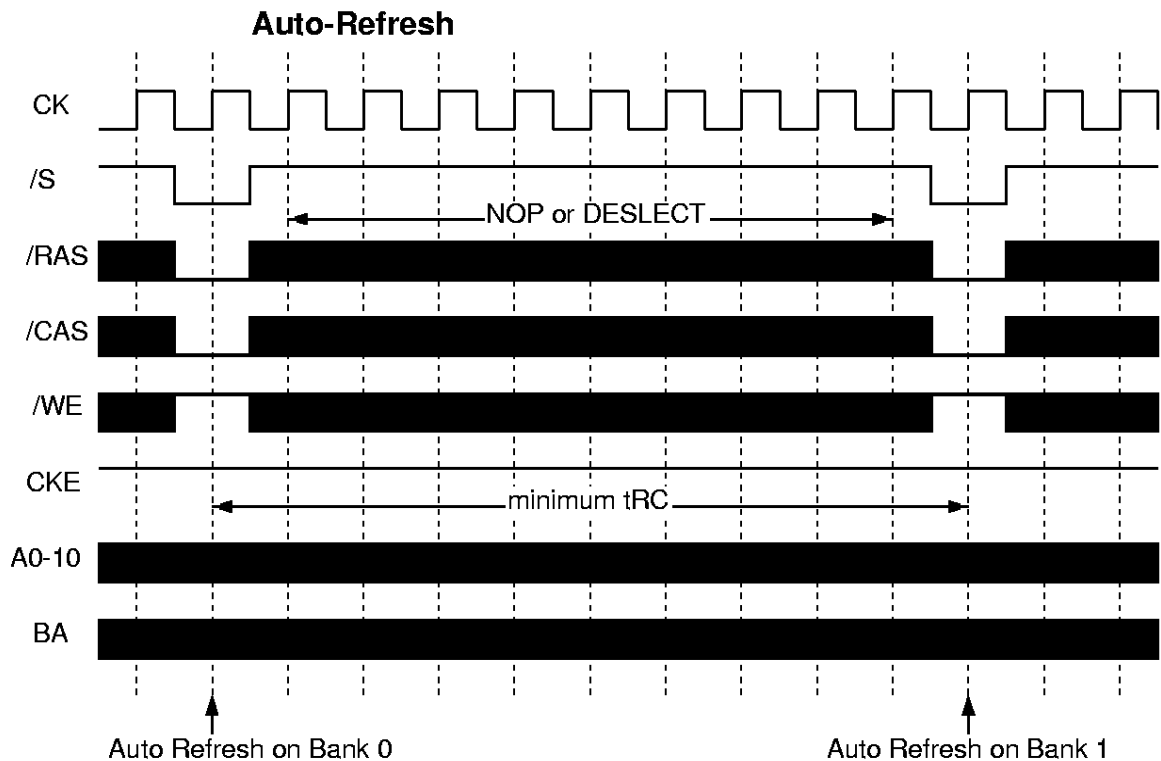 Auto-Refresh
CK
/S
NOP or DESLECT
/RAS
/CAS
/WE
CKE
minimum tRC
A0-10
BA
Auto Refresh on Bank 0
Auto Refresh on Bank 1